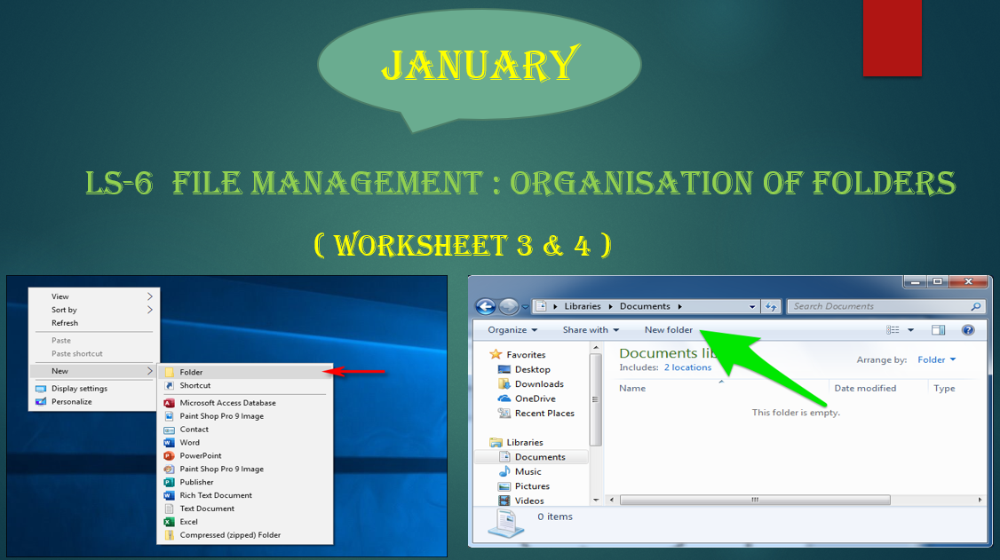 JANUARY
LS-6 FILE MANAGEMENT : ORGANISATION OF FOLDERS
( WORKSHEET 3 & 4 )
View
Sort by
Refresh
Paste
Paste shortcut
New
Display settings
Personalize
Folder
Shortcut
Microsoft Access Database
Paint Shop Pro 9 Image
Contact
Word
PowerPoint
Paint Shop Pro 9 Image
Publisher
Rich Text Document
Text Document
Excel
Compressed (zipped) Folder
Libraries Documents
Search Documents
Organize Share with New folder
Favorites
Desktop
Downloads
OneDrive
Recent Places
Libraries
Documents
Music
Pictures
Videos
Documents lib
Includes: 2 locations
Arrange by: Folder
Name Date modified Type
This folder is empty.
0 items